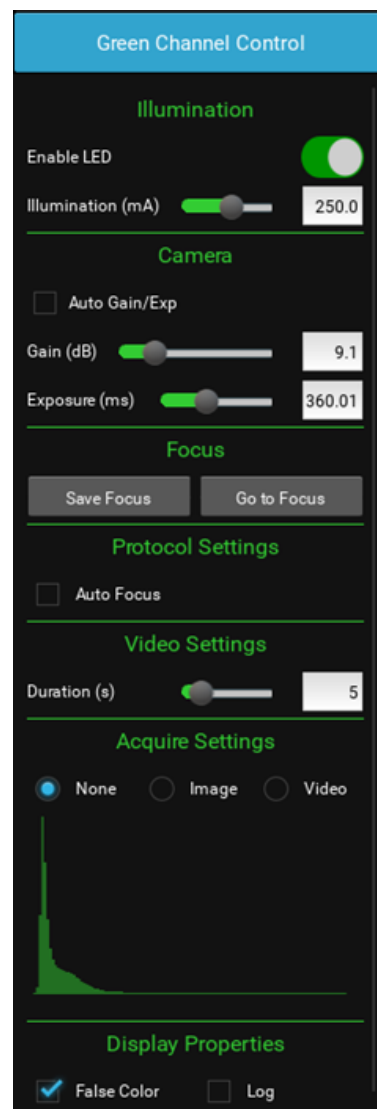 Green Channel Control
Illumination
Enable LED
Illumination (mA) 250.0
Camera
Auto Gain/Exp
Gain (dB) 9.1
Exposure (ms) 360.01
Focus
Save Focus Go to Focus
Protocol Settings
Auto Focus
Video Settings
Duration (s) 5
Acquire Settings
None Image Video
Display Properties
False Color Log